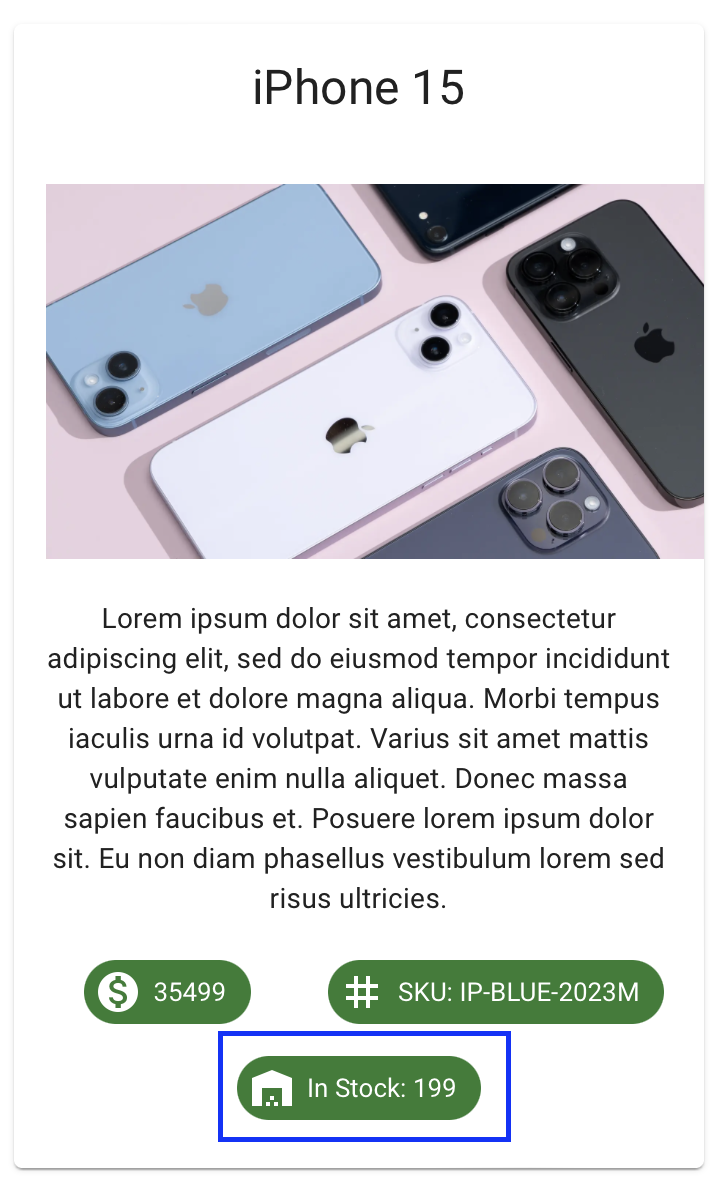 iPhone 15
Lorem ipsum dolor sit amet, consectetur
adipiscing elit, sed do eiusmod tempor incididunt
ut labore et dolore magna aliqua. Morbi tempus
iaculis urna id volutpat. Varius sit amet mattis
vulputate enim nulla aliquet. Donec massa
sapien faucibus et. Posuere lorem ipsum dolor
sit. Eu non diam phasellus vestibulum lorem sed
risus ultricies.
$ 35499
# SKU: IP-BLUE-2023M
In Stock: 199